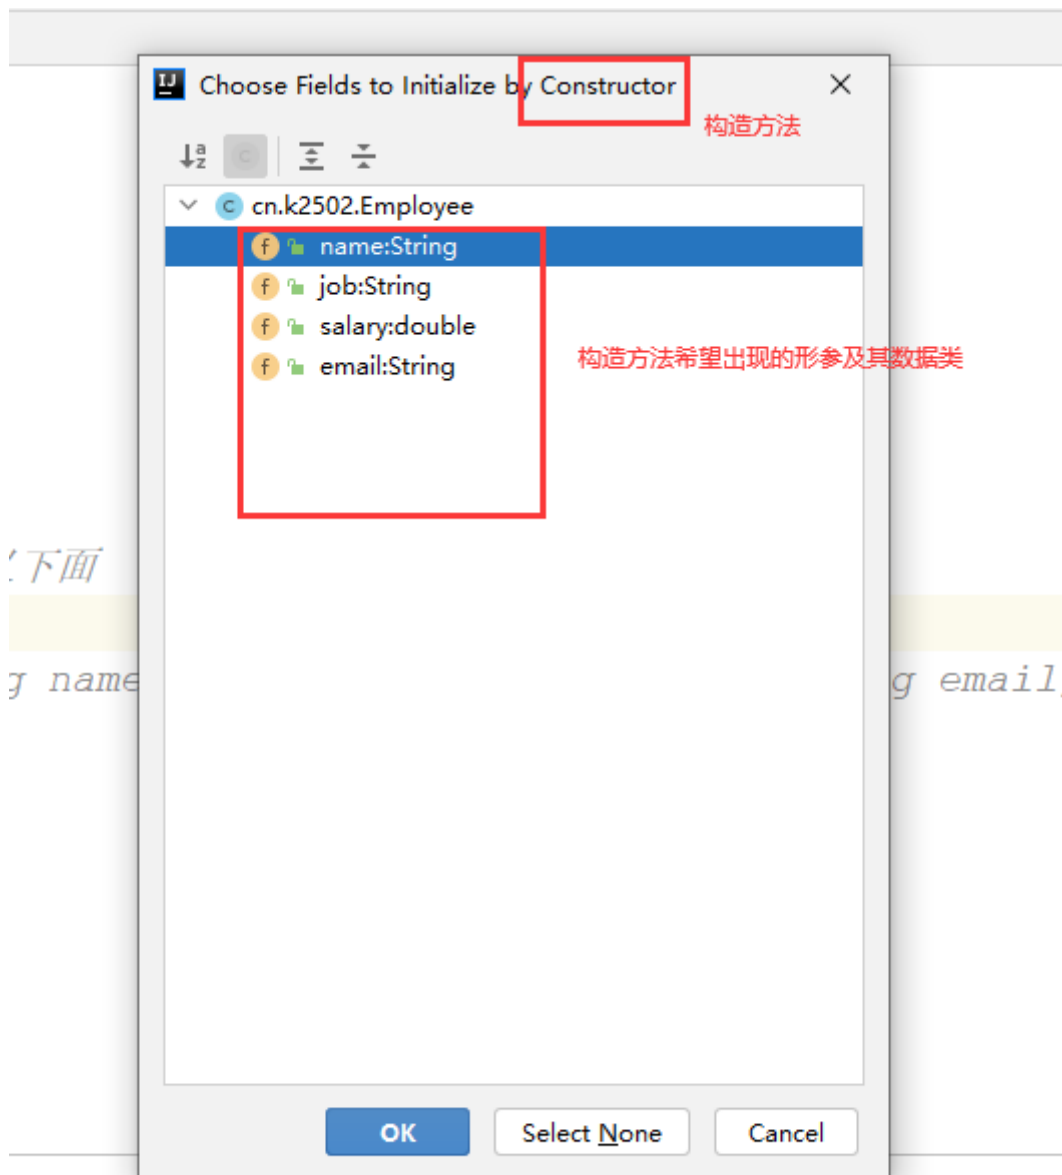 Choose Fields to Initialize by Constructor
构造方法
cn.k2502.Employee
name:String
job:String
salary:double
构造方法希望出现的形参及其数据类
email:String
下面
g name
g email,
OK
Select None
Cancel